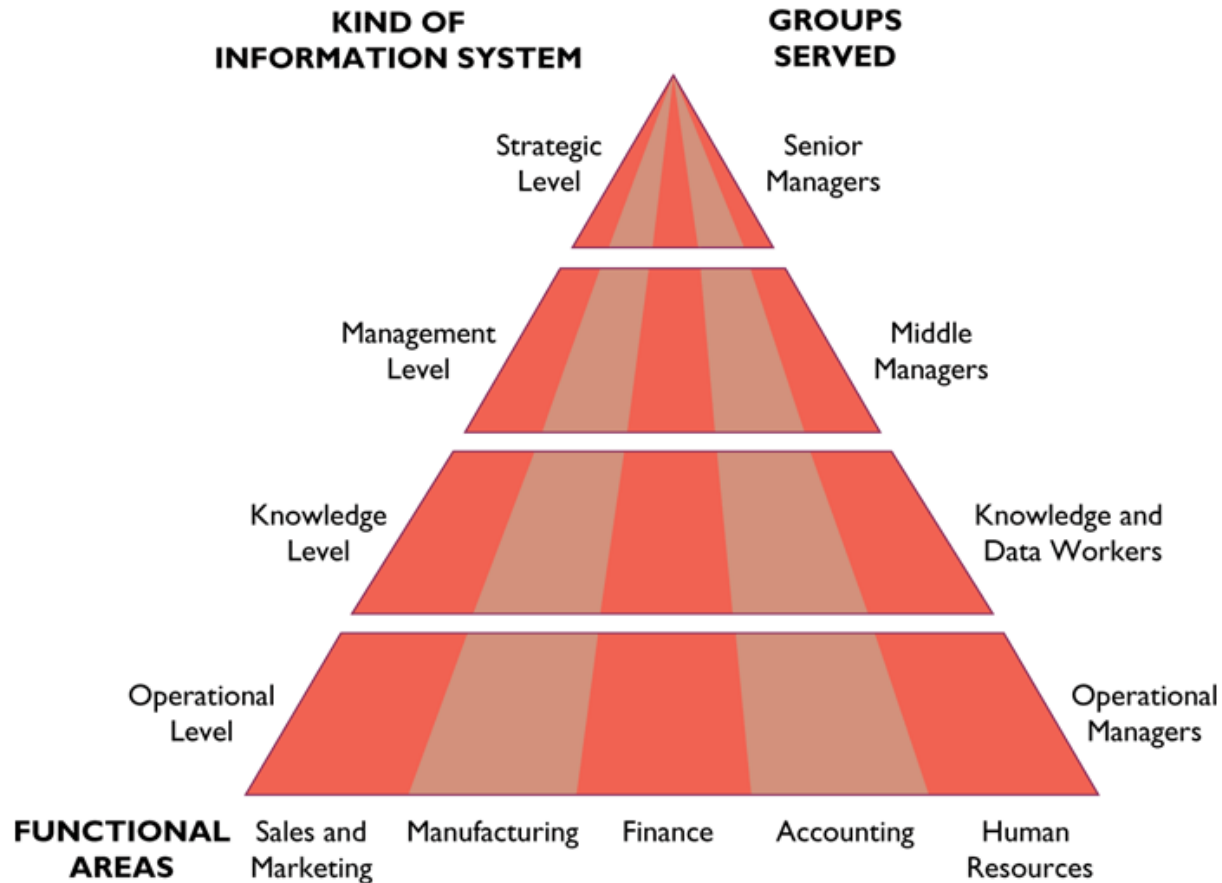 KIND OF
INFORMATION SYSTEM
GROUPS
SERVED
Strategic
Level
Senior
Managers
Management
Level
Middle
Managers
Knowledge
Level
Knowledge and
Data Workers
Operational
Level
Operational
Managers
FUNCTIONAL
AREAS
Sales and
Marketing
Manufacturing
Finance
Accounting
Human
Resources